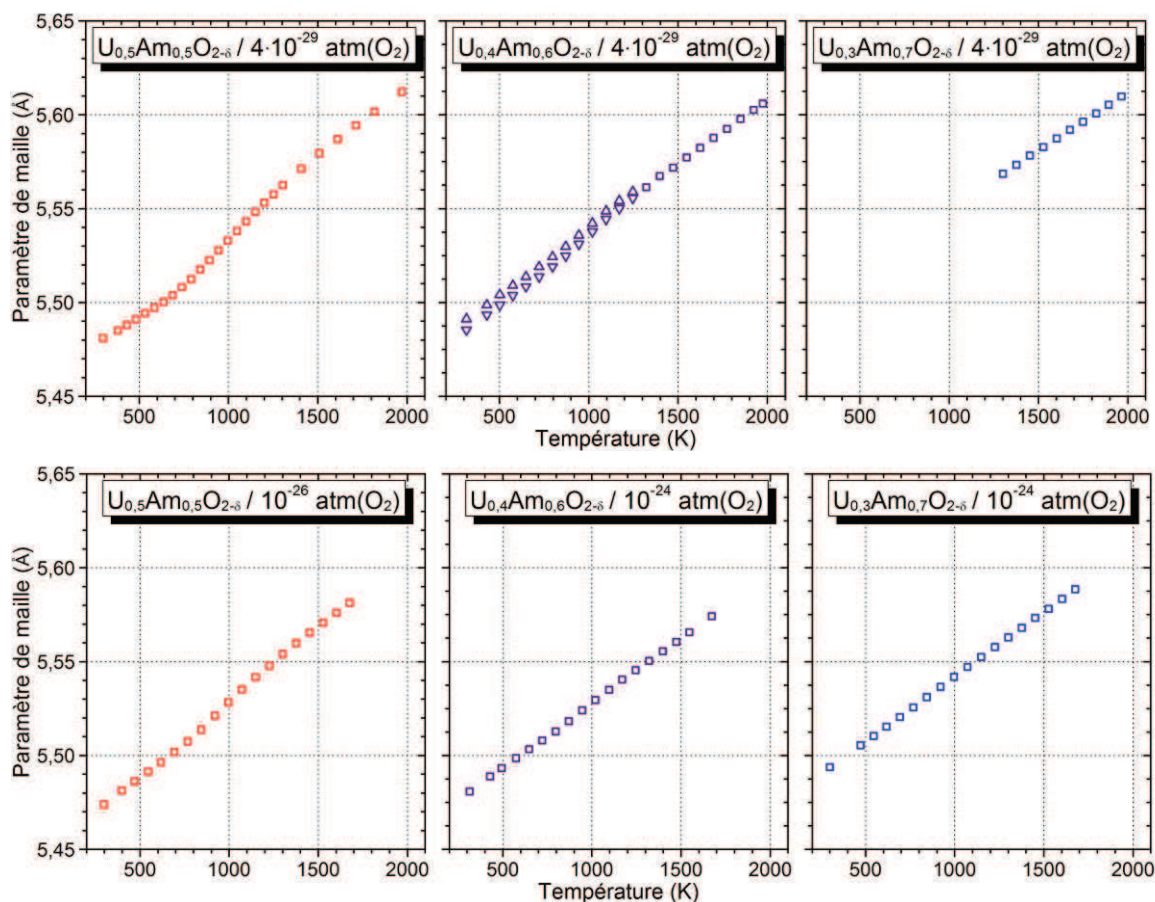 U₀,₅Am₀,₅O₂₋δ / 4·10⁻²⁹ atm(O₂) U₀,₄Am₀,₆O₂₋δ / 4·10⁻²⁹ atm(O₂) U₀,₃Am₀,₇O₂₋δ / 4·10⁻²⁹ atm(O₂)
Paramètre de maille (Å)
5,65
5,60
5,55
5,50
5,45
500 1000 1500 2000 500 1000 1500 2000 500 1000 1500 2000
Température (K)
U₀,₅Am₀,₅O₂₋δ / 10⁻²⁶ atm(O₂) U₀,₄Am₀,₆O₂₋δ / 10⁻²⁴ atm(O₂) U₀,₃Am₀,₇O₂₋δ / 10⁻²⁴ atm(O₂)
Paramètre de maille (Å)
5,65
5,60
5,55
5,50
5,45
500 1000 1500 2000 500 1000 1500 2000 500 1000 1500 2000
Température (K)